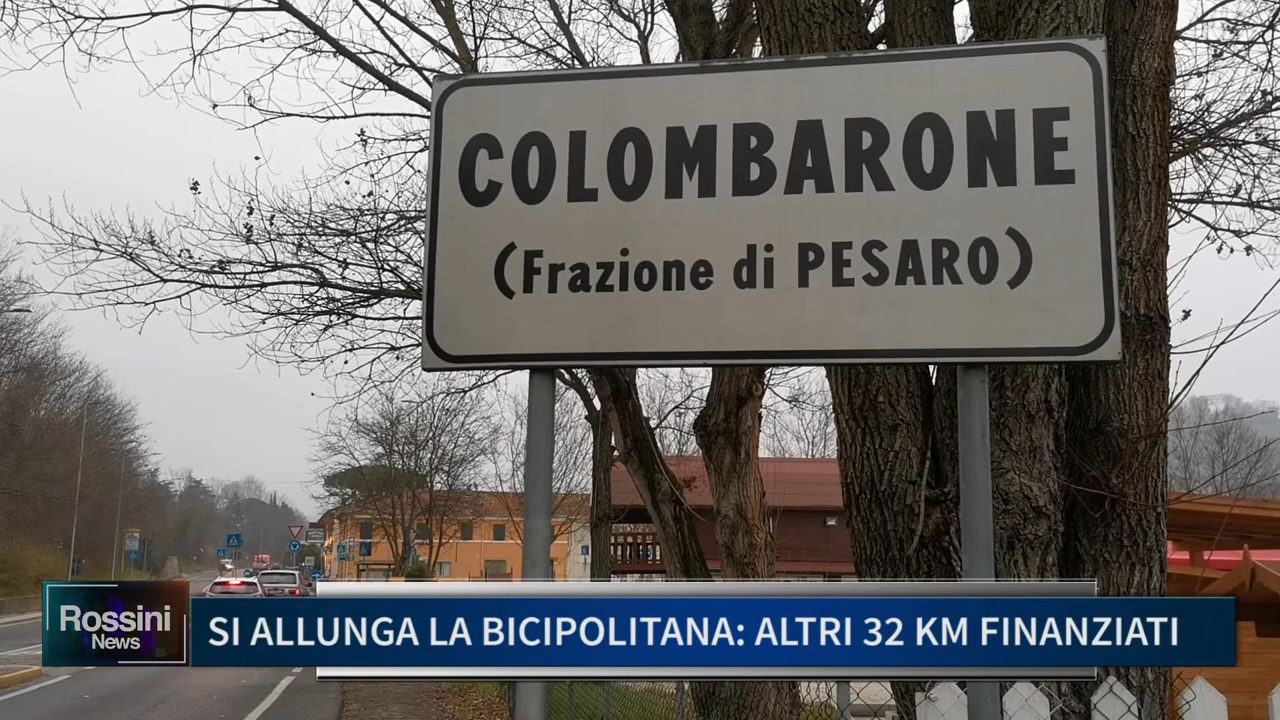 COLOMBARONE
(Frazione di PESARO)
Rossini
News
SI ALLUNGA LA BICIPOLITANA: ALTRI 32 KM FINANZIATI